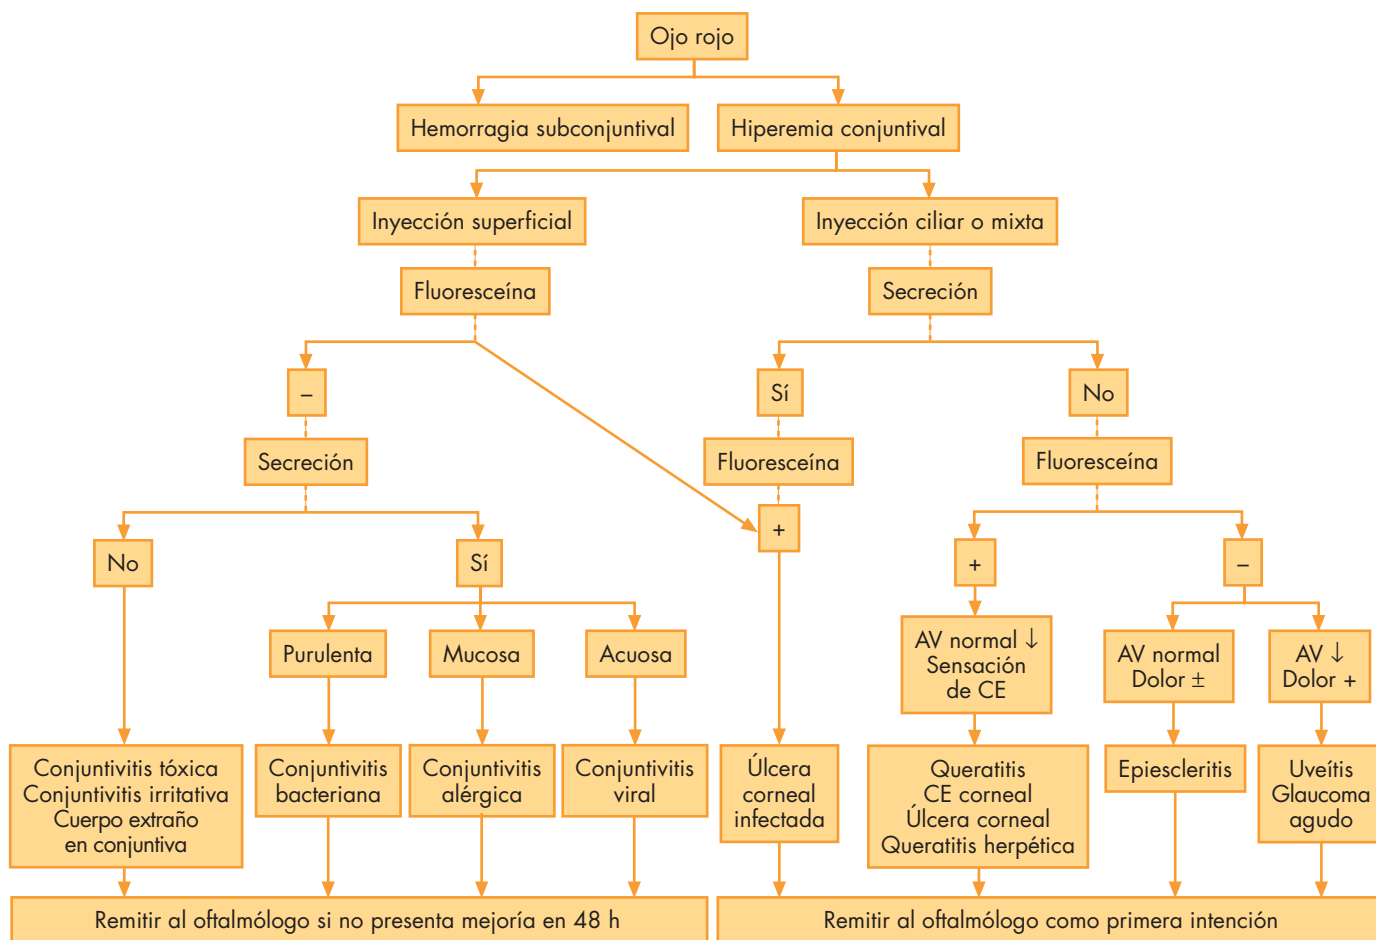 Ojo rojo
Hemorragia subconjuntival
Hiperemia conjuntival
Inyección superficial
Inyección ciliar o mixta
Fluoresceína
Secreción
–
Sí
No
Secreción
Fluoresceína
Fluoresceína
+
No
Sí
+
–
Purulenta
Mucosa
Acuosa
AV normal ↓
Sensación
de CE
AV normal
Dolor ±
AV ↓
Dolor +
Conjuntivitis tóxica
Conjuntivitis irritativa
Cuerpo extraño
en conjuntiva
Conjuntivitis
bacteriana
Conjuntivitis
alérgica
Conjuntivitis
viral
Úlcera
corneal
infectada
Queratitis
CE corneal
Úlcera corneal
Queratitis herpética
Epiescleritis
Uveítis
Glaucoma
agudo
Remitir al oftalmólogo si no presenta mejoría en 48 h
Remitir al oftalmólogo como primera intención